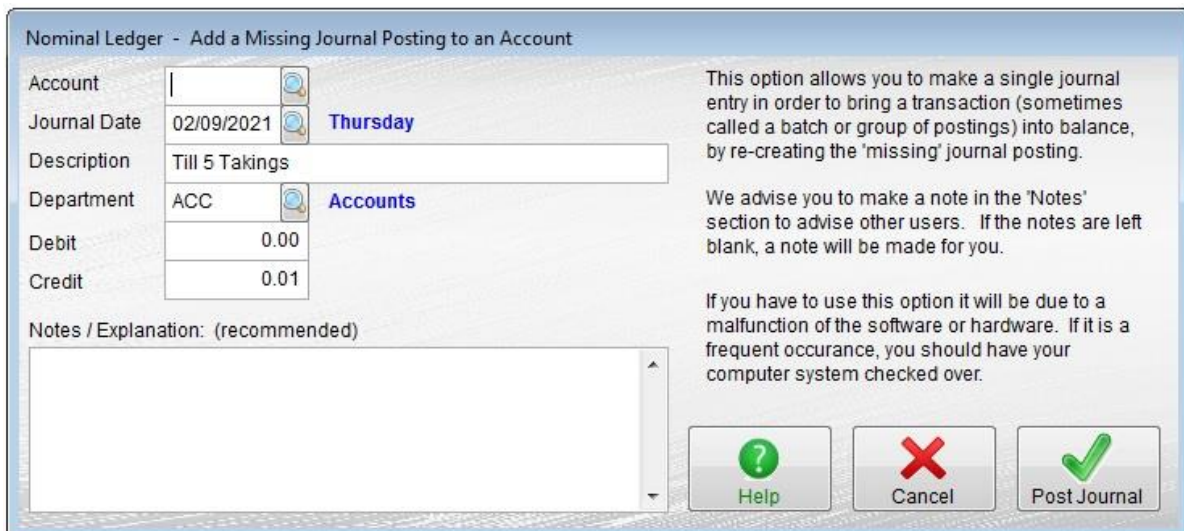 Nominal Ledger - Add a Missing Journal Posting to an Account
Account
Journal Date 02/09/2021 Thursday
Description Till 5 Takings
Department ACC Accounts
Debit 0.00
Credit 0.01
Notes / Explanation: (recommended)
This option allows you to make a single journal
entry in order to bring a transaction (sometimes
called a batch or group of postings) into balance,
by re-creating the 'missing' journal posting.
We advise you to make a note in the 'Notes'
section to advise other users. If the notes are left
blank, a note will be made for you.
If you have to use this option it will be due to a
malfunction of the software or hardware. If it is a
frequent occurance, you should have your
computer system checked over.
Help Cancel Post Journal